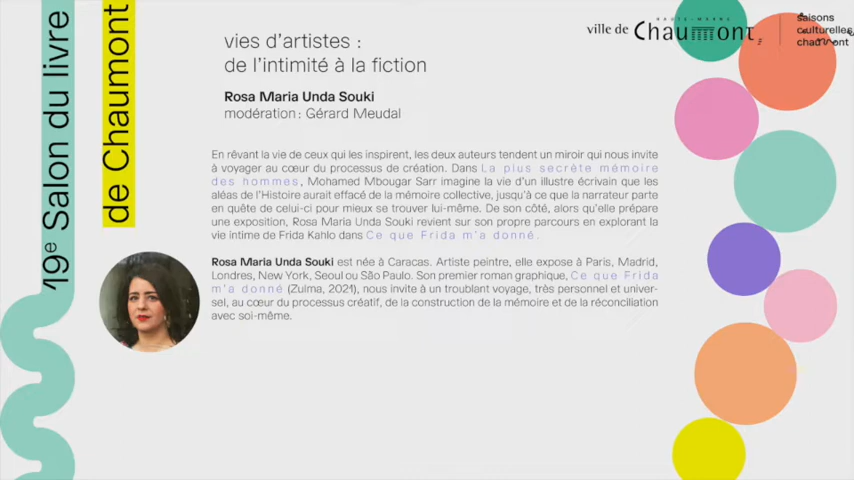 19e Salon du livre
de Chaumont
vies d'artistes :
de l'intimité à la fiction
Rosa Maria Unda Souki
modération : Gérard Meudal
HAUTE-MARNE
ville de Chaumont
saisons
culturelles
chaumont
En rêvant la vie de ceux qui les inspirent, les deux auteurs tendent un miroir qui nous invite
à voyager au cœur du processus de création. Dans La plus secrète mémoire
des hommes, Mohamed Mbougar Sarr imagine la vie d'un illustre écrivain que les
aléas de l'Histoire aurait effacé de la mémoire collective, jusqu'à ce que la narrateur parte
en quête de celui-ci pour mieux se trouver lui-même. De son côté, alors qu'elle prépare
une exposition, Rosa Maria Unda Souki revient sur son propre parcours en explorant la
vie intime de Frida Kahlo dans Ce que Frida m'a donné.
Rosa Maria Unda Souki est née à Caracas. Artiste peintre, elle expose à Paris, Madrid,
Londres, New York, Seoul ou São Paulo. Son premier roman graphique, Ce que Frida
m'a donné (Zulma, 2021), nous invite à un troublant voyage, très personnel et univer-
sel, au cœur du processus créatif, de la construction de la mémoire et de la réconciliation
avec soi-même.